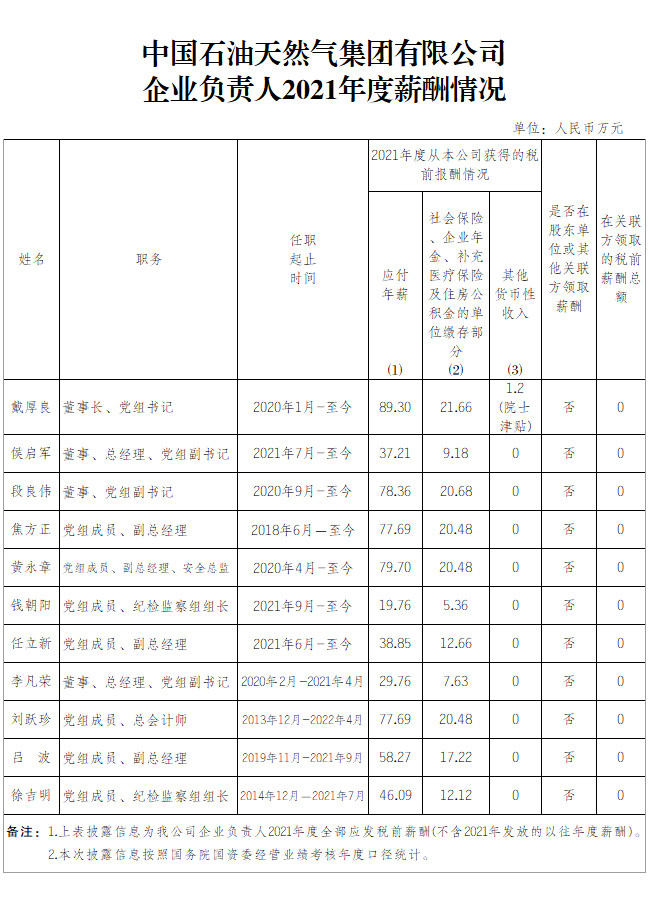 中国石油天然气集团有限公司
企业负责人2021年度薪酬情况
单位：人民币万元
姓名
职务
任职
起止
时间
2021年度从本公司获得的税
前报酬情况
应付
年薪
(1)
社会保险
、企业年
金、补充
医疗保险
及住房公
积金的单
位缴存部
分
(2)
其他
货币性
收入
(3)
是否在
股东单
位或其
他关联
方领取
薪酬
在关联
方领取
的税前
薪酬总
额
戴厚良 董事长、党组书记 2020年1月-至今 89.30 21.66 1.2 否 0
(院士
津贴)
侯启军 董事、总经理、党组副书记 2021年7月-至今 37.21 9.18 0 否 0
段良伟 董事、党组副书记 2020年9月-至今 78.36 20.68 0 否 0
焦方正 党组成员、副总经理 2018年6月—至今 77.69 20.48 0 否 0
黄永章 党组成员、副总经理、安全总监 2020年4月-至今 79.70 20.48 0 否 0
钱朝阳 党组成员、纪检监察组组长 2021年9月-至今 19.76 5.36 0 否 0
任立新 党组成员、副总经理 2021年6月-至今 38.85 12.66 0 否 0
李凡荣 董事、总经理、党组副书记 2020年2月-2021年4月 29.76 7.63 0 否 0
刘跃珍 党组成员、总会计师 2013年12月-2022年4月 77.69 20.48 0 否 0
吕　波 党组成员、副总经理 2019年11月-2021年9月 58.27 17.22 0 否 0
徐吉明 党组成员、纪检监察组组长 2014年12月—2021年7月 46.09 12.12 0 否 0
备注：1.上表披露信息为我公司企业负责人2021年度全部应发税前薪酬(不含2021年发放的以往年度薪酬)。
2.本次披露信息按照国务院国资委经营业绩考核年度口径统计。